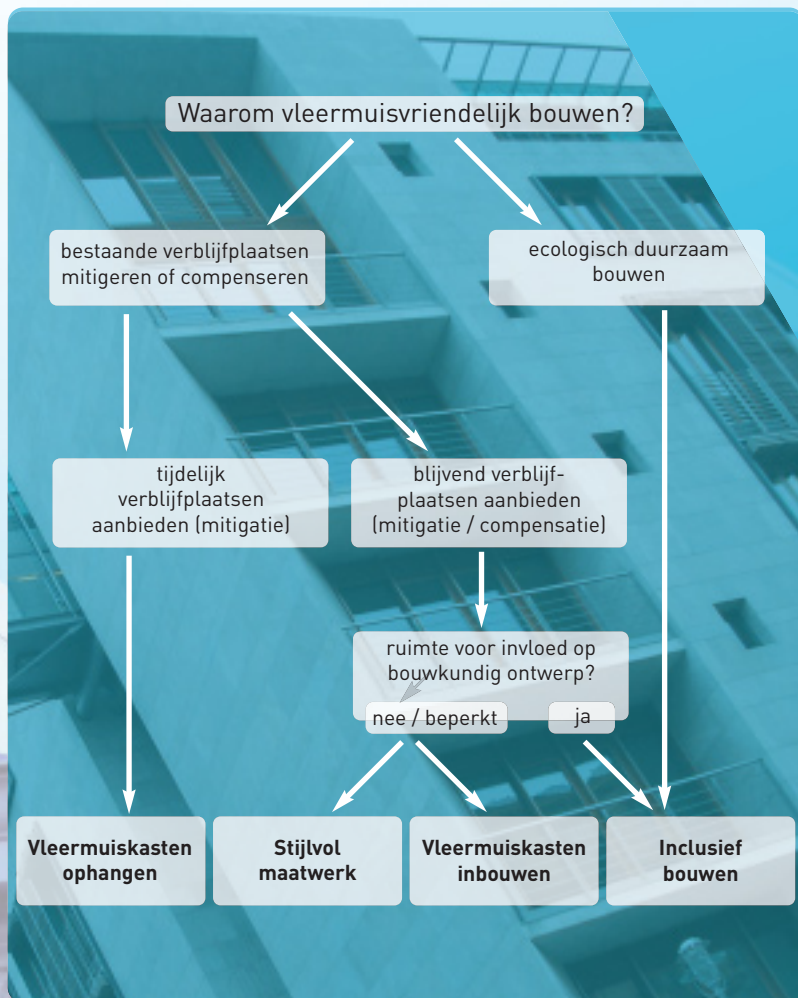 Waarom vleermuisvriendelijk bouwen?
bestaande verblijfplaatsen
mitigeren of compenseren
ecologisch duurzaam
bouwen
tijdelijk
verblijfplaatsen
aanbieden (mitigatie)
blijvend verblijf-
plaatsen aanbieden
(mitigatie / compensatie)
ruimte voor invloed op
bouwkundig ontwerp?
nee / beperkt
ja
Vleermuiskasten
ophangen
Stijlvol
maatwerk
Vleermuiskasten
inbouwen
Inclusief
bouwen